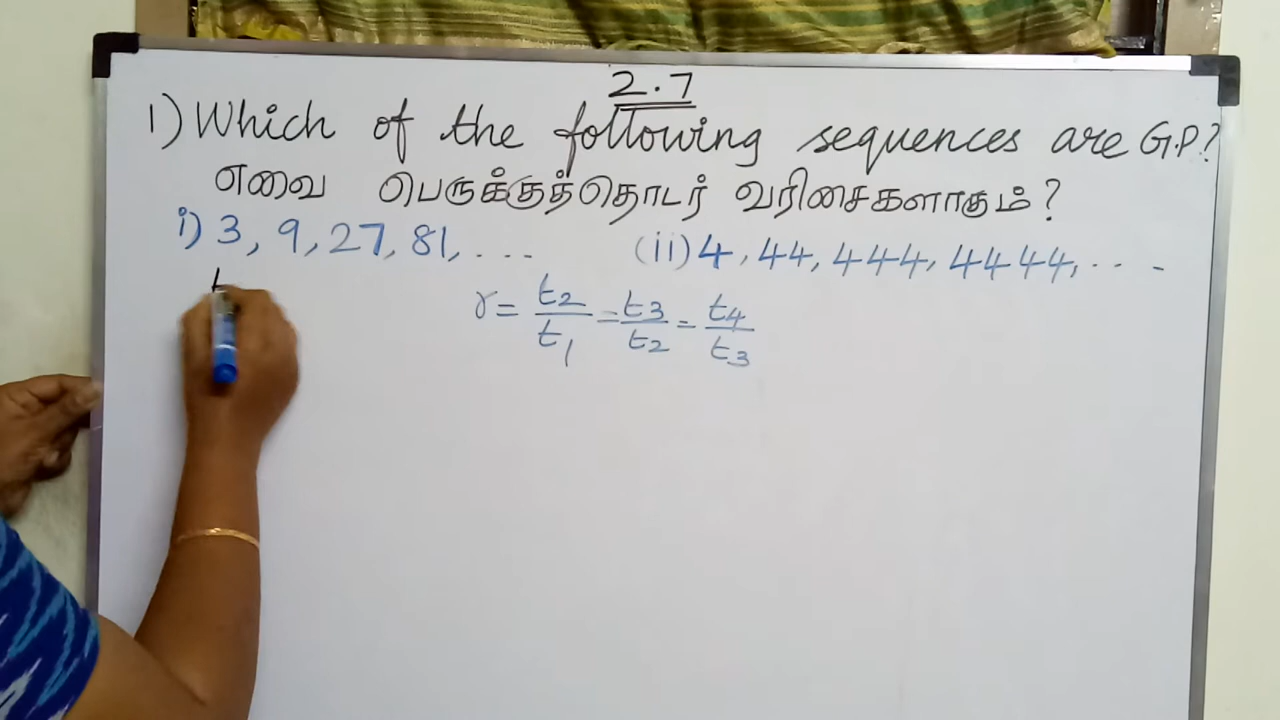 2.7
1) Which of the following sequences are G.P?
எவை பெருக்குத்தொடர் வரிசைகளாகும்?
i) 3, 9, 27, 81, ...
(ii) 4, 44, 444, 4444, ...
r = t2/t1 = t3/t2 = t4/t3
t